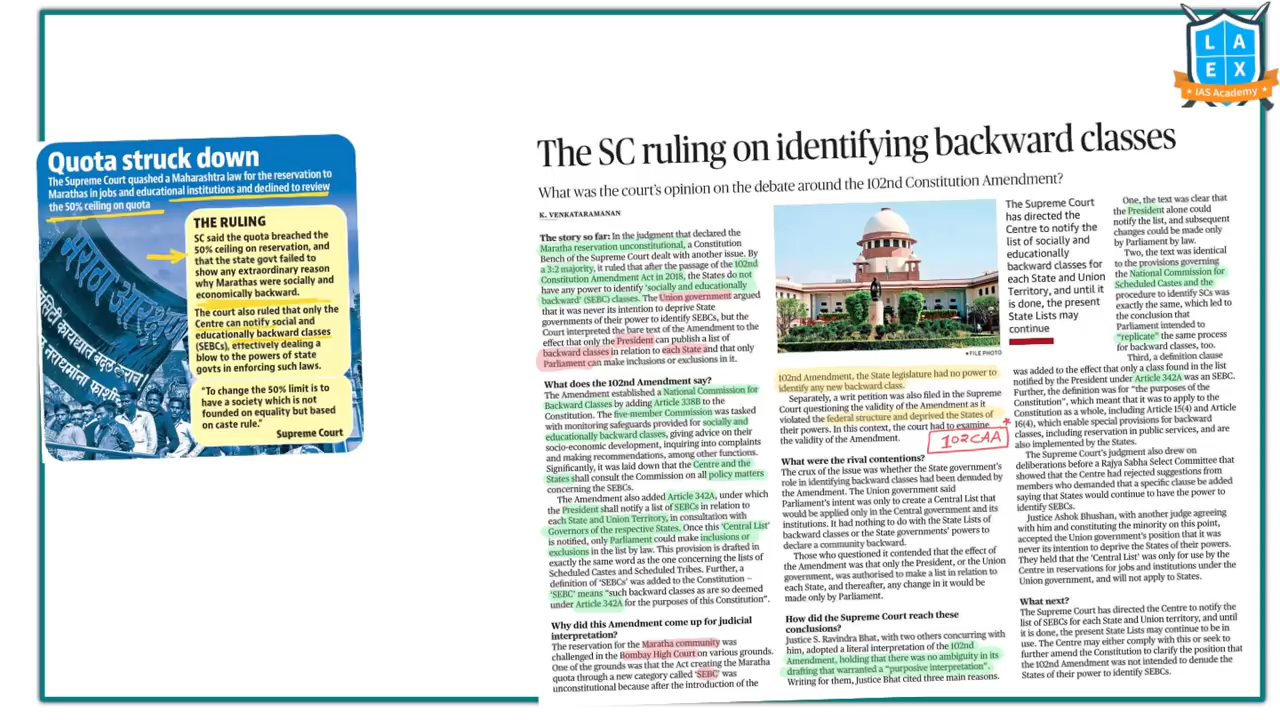 LAEX
IAS Academy
Quota struck down
The Supreme Court quashed a Maharashtra law for the reservation to
Marathas in jobs and educational institutions and declined to review
the 50% ceiling on quota
THE RULING
SC said the quota breached the
50% ceiling on reservation, and
that the state govt failed to
show any extraordinary reason
why Marathas were socially and
economically backward.
The court also ruled that only the
Centre can notify social and
educationally backward classes
(SEBCs), effectively dealing a
blow to the powers of state
govts in enforcing such laws.
"To change the 50% limit is to
have a society which is not
founded on equality but based
on caste rule."
Supreme Court
मराठा
The SC ruling on identifying backward classes
What was the court's opinion on the debate around the 102nd Constitution Amendment?
K. VENKATARAMANAN
The story so far: In the judgment that declared the
Maratha reservation unconstitutional, a Constitution
Bench of the Supreme Court dealt with another issue. By
a 3:2 majority, it ruled that after the passage of the 102nd
Constitution Amendment Act in 2018, the States do not
have any power to identify 'socially and educationally
backward' (SEBC) classes. The Union government argued
that it was never its intention to deprive State
governments of their power to identify SEBCs, but the
Court interpreted the bare text of the Amendment to the
effect that only the President can publish a list of
backward classes in relation to each State and that only
Parliament can make inclusions or exclusions in it.
What does the 102nd Amendment say?
The Amendment established a National Commission for
Backward Classes by adding Article 338B to the
Constitution. The five-member Commission was tasked
with monitoring safeguards provided for socially and
educationally backward classes, giving advice on their
socio-economic development, inquiring into complaints
and making recommendations, among other functions.
Significantly, it was laid down that the Centre and the
States shall consult the Commission on all policy matters
concerning the SEBCs.
The Amendment also added Article 342A, under which
the President shall notify a list of SEBCs in relation to
each State and Union Territory, in consultation with
Governors of the respective States. Once this 'Central List'
is notified, only Parliament could make inclusions or
exclusions in the list by law. This provision is drafted in
exactly the same word as the one concerning the lists of
Scheduled Castes and Scheduled Tribes. Further, a
definition of 'SEBCs' was added to the Constitution –
'SEBC' means "such backward classes as are so deemed
under Article 342A for the purposes of this Constitution".
Why did this Amendment come up for judicial
interpretation?
The reservation for the Maratha community was
challenged in the Bombay High Court on various grounds.
One of the grounds was that the Act creating the Maratha
quota through a new category called 'SEBC' was
unconstitutional because after the introduction of the
• FILE PHOTO
102nd Amendment, the State legislature had no power to
identify any new backward class.
Separately, a writ petition was also filed in the Supreme
Court questioning the validity of the Amendment as it
violated the federal structure and deprived the States of
their powers. In this context, the court had to examine
the validity of the Amendment.
102CAA
What were the rival contentions?
The crux of the issue was whether the State government's
role in identifying backward classes had been denuded by
the Amendment. The Union government said
Parliament's intent was only to create a Central List that
would be applied only in the Central government and its
institutions. It had nothing to do with the State Lists of
backward classes or the State governments' powers to
declare a community backward.
Those who questioned it contended that the effect of
the Amendment was that only the President, or the Union
government, was authorised to make a list in relation to
each State, and thereafter, any change in it would be
made only by Parliament.
How did the Supreme Court reach these
conclusions?
Justice S. Ravindra Bhat, with two others concurring with
him, adopted a literal interpretation of the 102nd
Amendment, holding that there was no ambiguity in its
drafting that warranted a "purposive interpretation".
Writing for them, Justice Bhat cited three main reasons.
The Supreme Court
has directed the
Centre to notify the
list of socially and
educationally
backward classes for
each State and Union
Territory, and until it
is done, the present
State Lists may
continue
One, the text was clear that
the President alone could
notify the list, and subsequent
changes could be made only
by Parliament by law.
Two, the text was identical
to the provisions governing
the National Commission for
Scheduled Castes and the
procedure to identify SCs was
exactly the same, which led to
the conclusion that
Parliament intended to
"replicate" the same process
for backward classes, too.
Third, a definition clause
was added to the effect that only a class found in the list
notified by the President under Article 342A was an SEBC.
Further, the definition was for "the purposes of the
Constitution", which meant that it was to apply to the
Constitution as a whole, including Article 15(4) and Article
16(4), which enable special provisions for backward
classes, including reservation in public services, and are
also implemented by the States.
The Supreme Court's judgment also drew on
deliberations before a Rajya Sabha Select Committee that
showed that the Centre had rejected suggestions from
members who demanded that a specific clause be added
saying that States would continue to have the power to
identify SEBCs.
Justice Ashok Bhushan, with another judge agreeing
with him and constituting the minority on this point,
accepted the Union government's position that it was
never its intention to deprive the States of their powers.
They held that the 'Central List' was only for use by the
Centre in reservations for jobs and institutions under the
Union government, and will not apply to States.
What next?
The Supreme Court has directed the Centre to notify the
list of SEBCs for each State and Union territory, and until
it is done, the present State Lists may continue to be in
use. The Centre may either comply with this or seek to
further amend the Constitution to clarify the position that
the 102nd Amendment was not intended to denude the
States of their power to identify SEBCs.